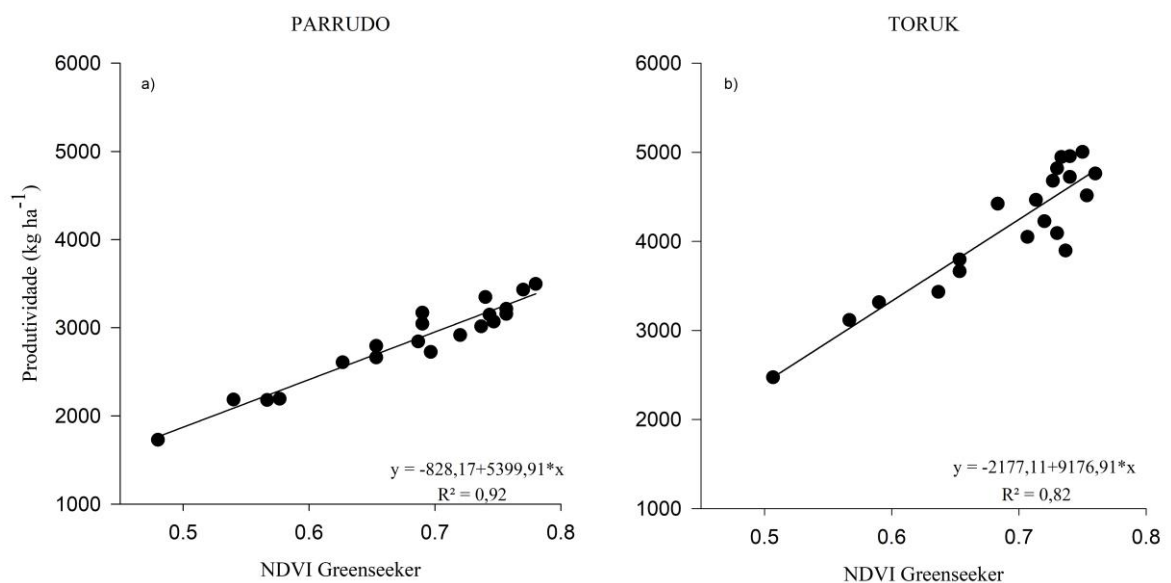 PARRUDO
a)
6000
5000
4000
3000
2000
1000
Produtividade (kg ha⁻¹)
y = -828,17+5399,91*x
R² = 0,92
0.5 0.6 0.7 0.8
NDVI Greenseeker
TORUK
b)
6000
5000
4000
3000
2000
1000
y = -2177,11+9176,91*x
R² = 0,82
0.5 0.6 0.7 0.8
NDVI Greenseeker